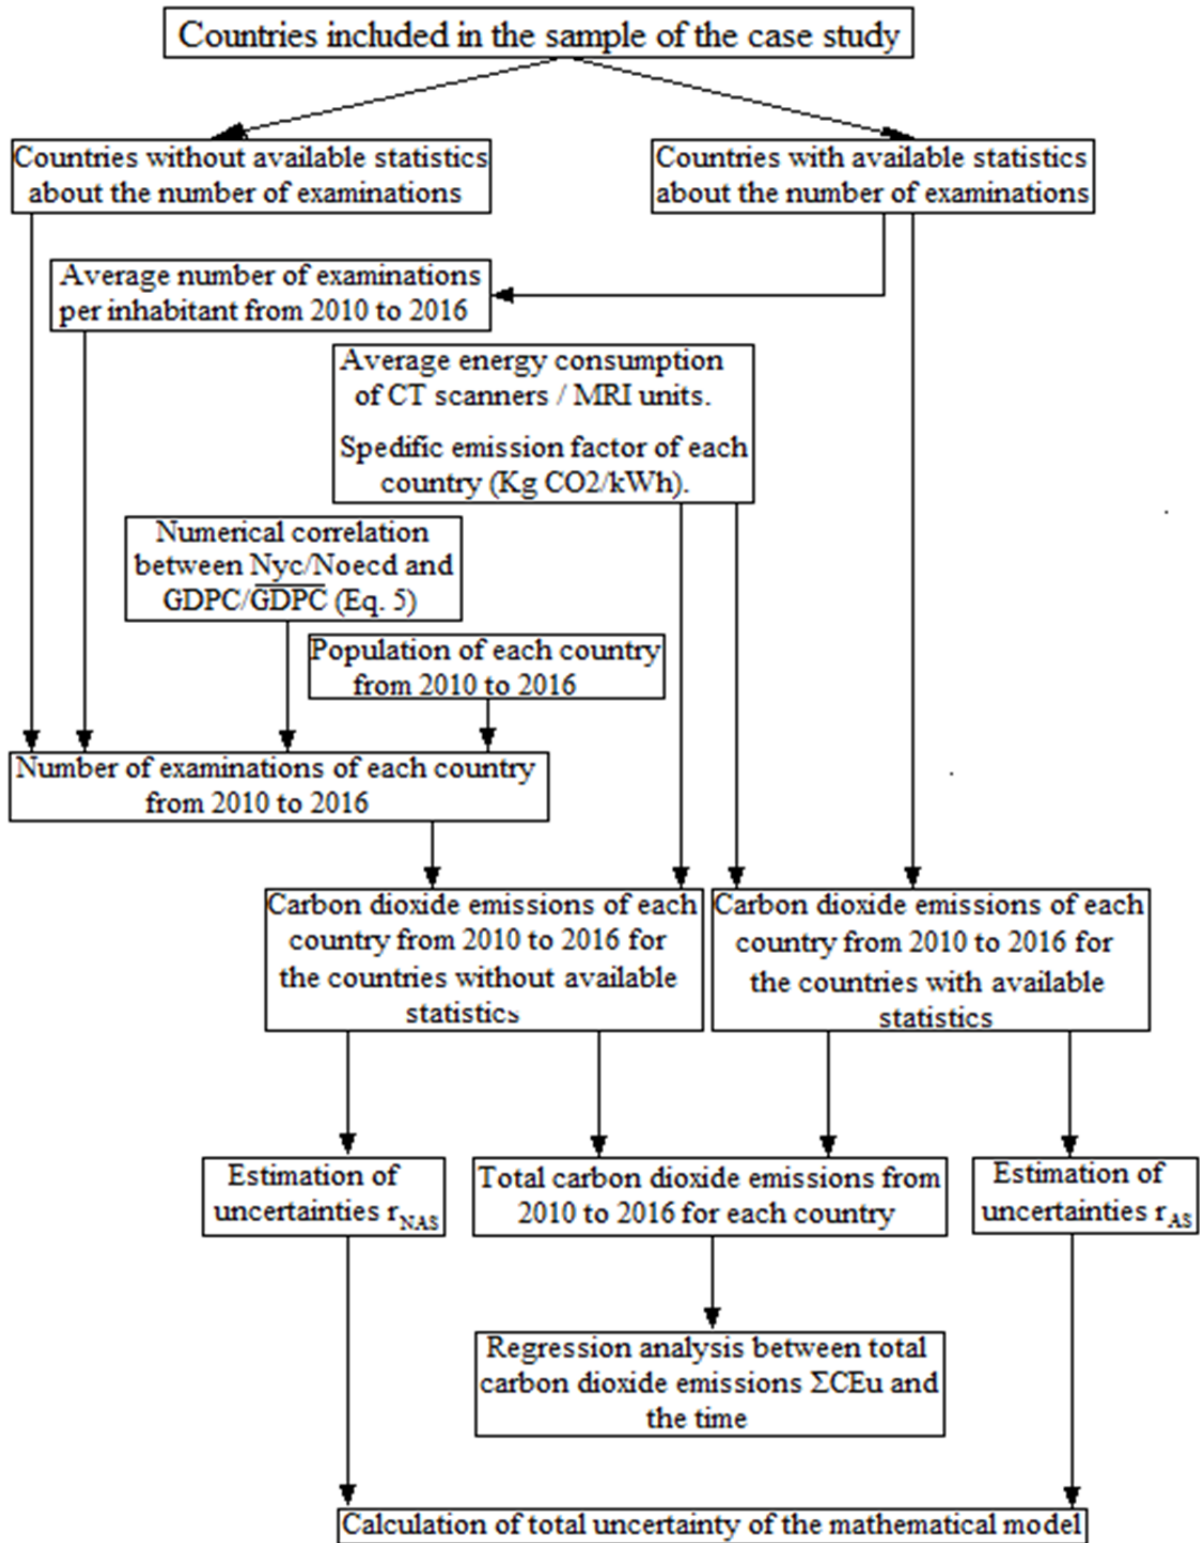 Countries included in the sample of the case study
Countries without available statistics
about the number of examinations
Countries with available statistics
about the number of examinations
Average number of examinations
per inhabitant from 2010 to 2016
Average energy consumption
of CT scanners / MRI units.
Spedific emission factor of each
country (Kg CO2/kWh).
Numerical correlation
between Nyc/Noecd and
GDPC/G̅D̅P̅C̅ (Eq. 5)
Population of each country
from 2010 to 2016
Number of examinations of each country
from 2010 to 2016
Carbon dioxide emissions of each
country from 2010 to 2016 for
the countries without available
statistics
Carbon dioxide emissions of each
country from 2010 to 2016 for
the countries with available
statistics
Estimation of
uncertainties rNAS
Total carbon dioxide emissions from
2010 to 2016 for each country
Estimation of
uncertainties rAS
Regression analysis between total
carbon dioxide emissions ΣCEu and
the time
Calculation of total uncertainty of the mathematical model